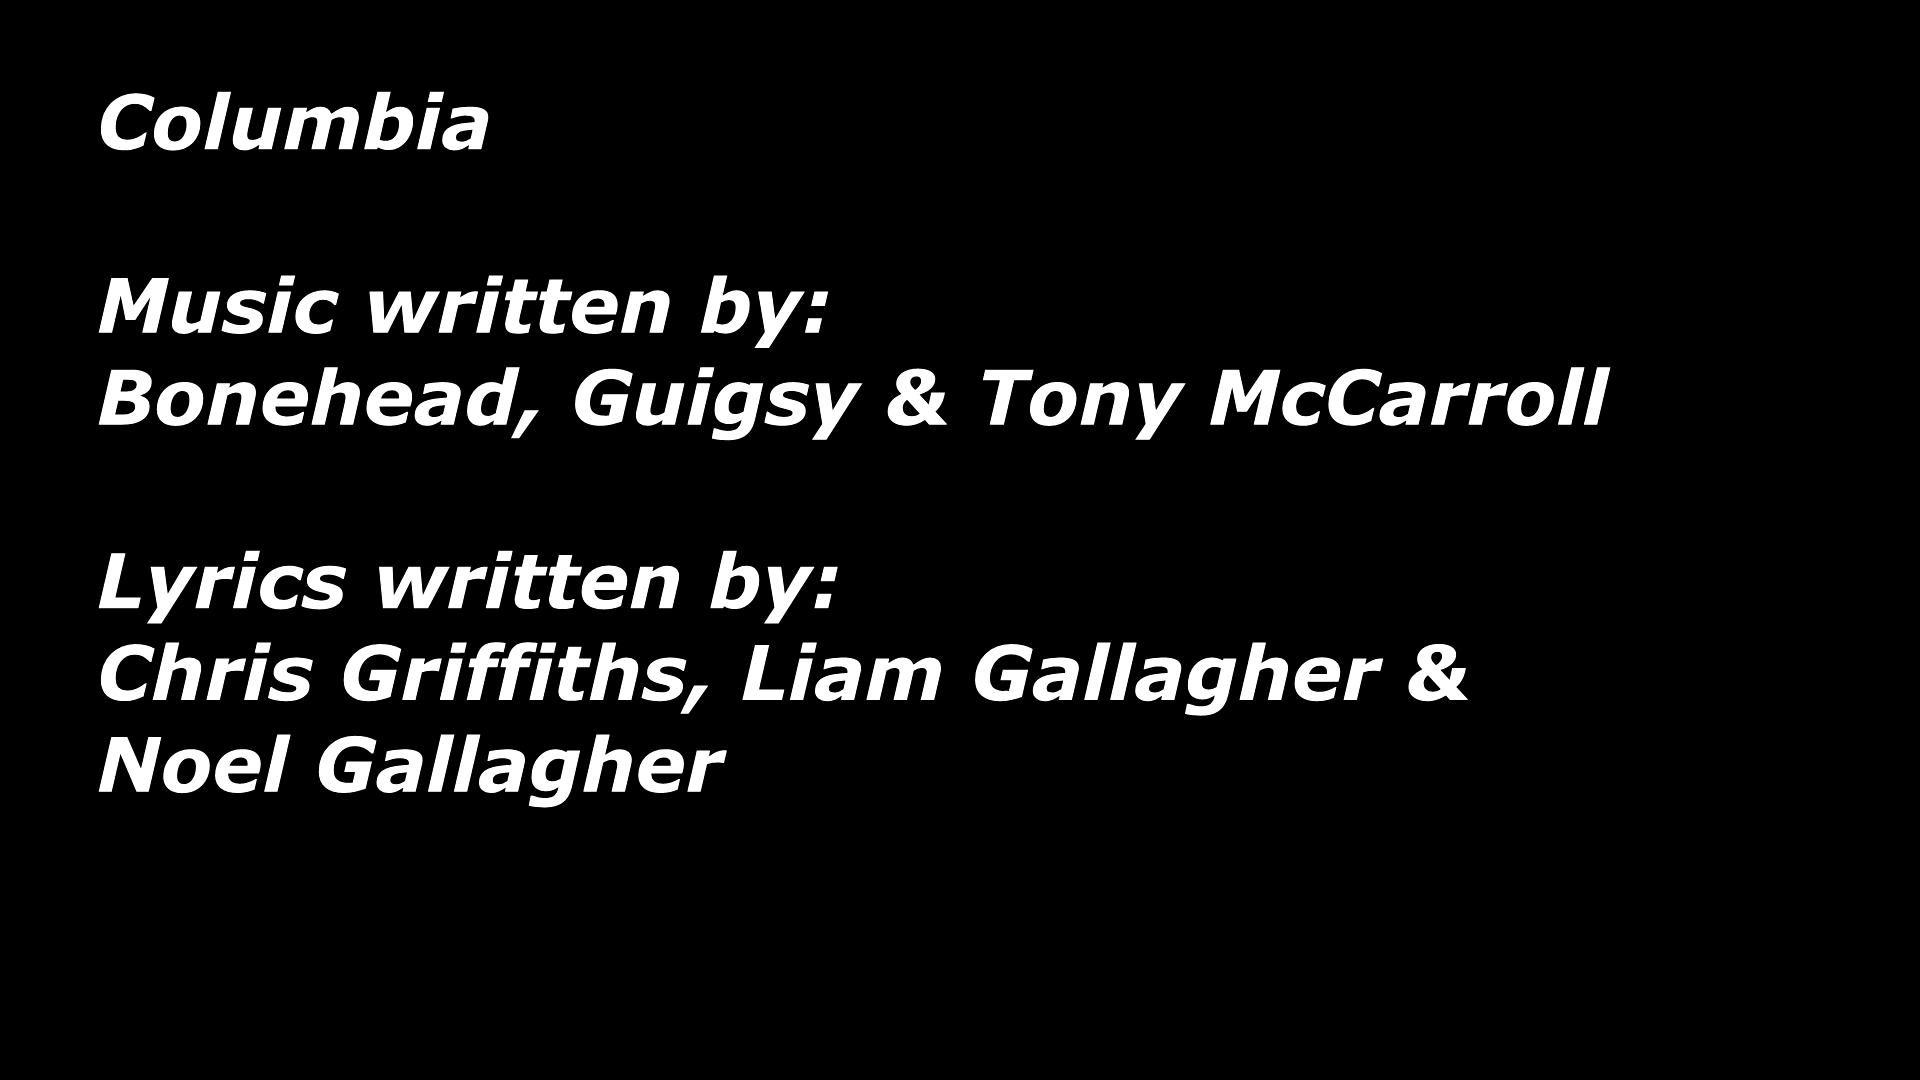 Columbia
Music written by:
Bonehead, Guigsy & Tony McCarroll
Lyrics written by:
Chris Griffiths, Liam Gallagher &
Noel Gallagher